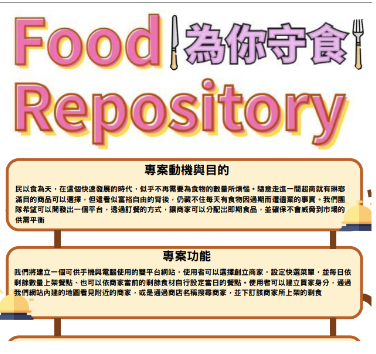 Food 為你守食
Repository
專案動機與目的
民以食為天，在這個快速發展的時代，似乎不再需要為食物的數量所煩惱。隨意走進一間超商就有琳瑯
滿目的商品可以選擇，但這看似富裕自由的背後，仍藏不住每天有食物因過期而遭遺棄的事實。我們團
隊希望可以開發出一個平台，透過訂餐的方式，讓商家可以分配出即期食品，並確保不會威脅到市場的
供需平衡
專案功能
我們將建立一個可供手機與電腦使用的雙平台網站，使用者可以選擇創立商家，設定快選菜單，並每日依
剩餘數量上架餐點、也可以依商家當前的剩餘食材自行設定當日的餐點。使用者可以建立買家身分，透過
我們網站內建的地圖看見附近的商家，或是通過商店名稱搜尋商家，並下訂該商家所上架的剩食